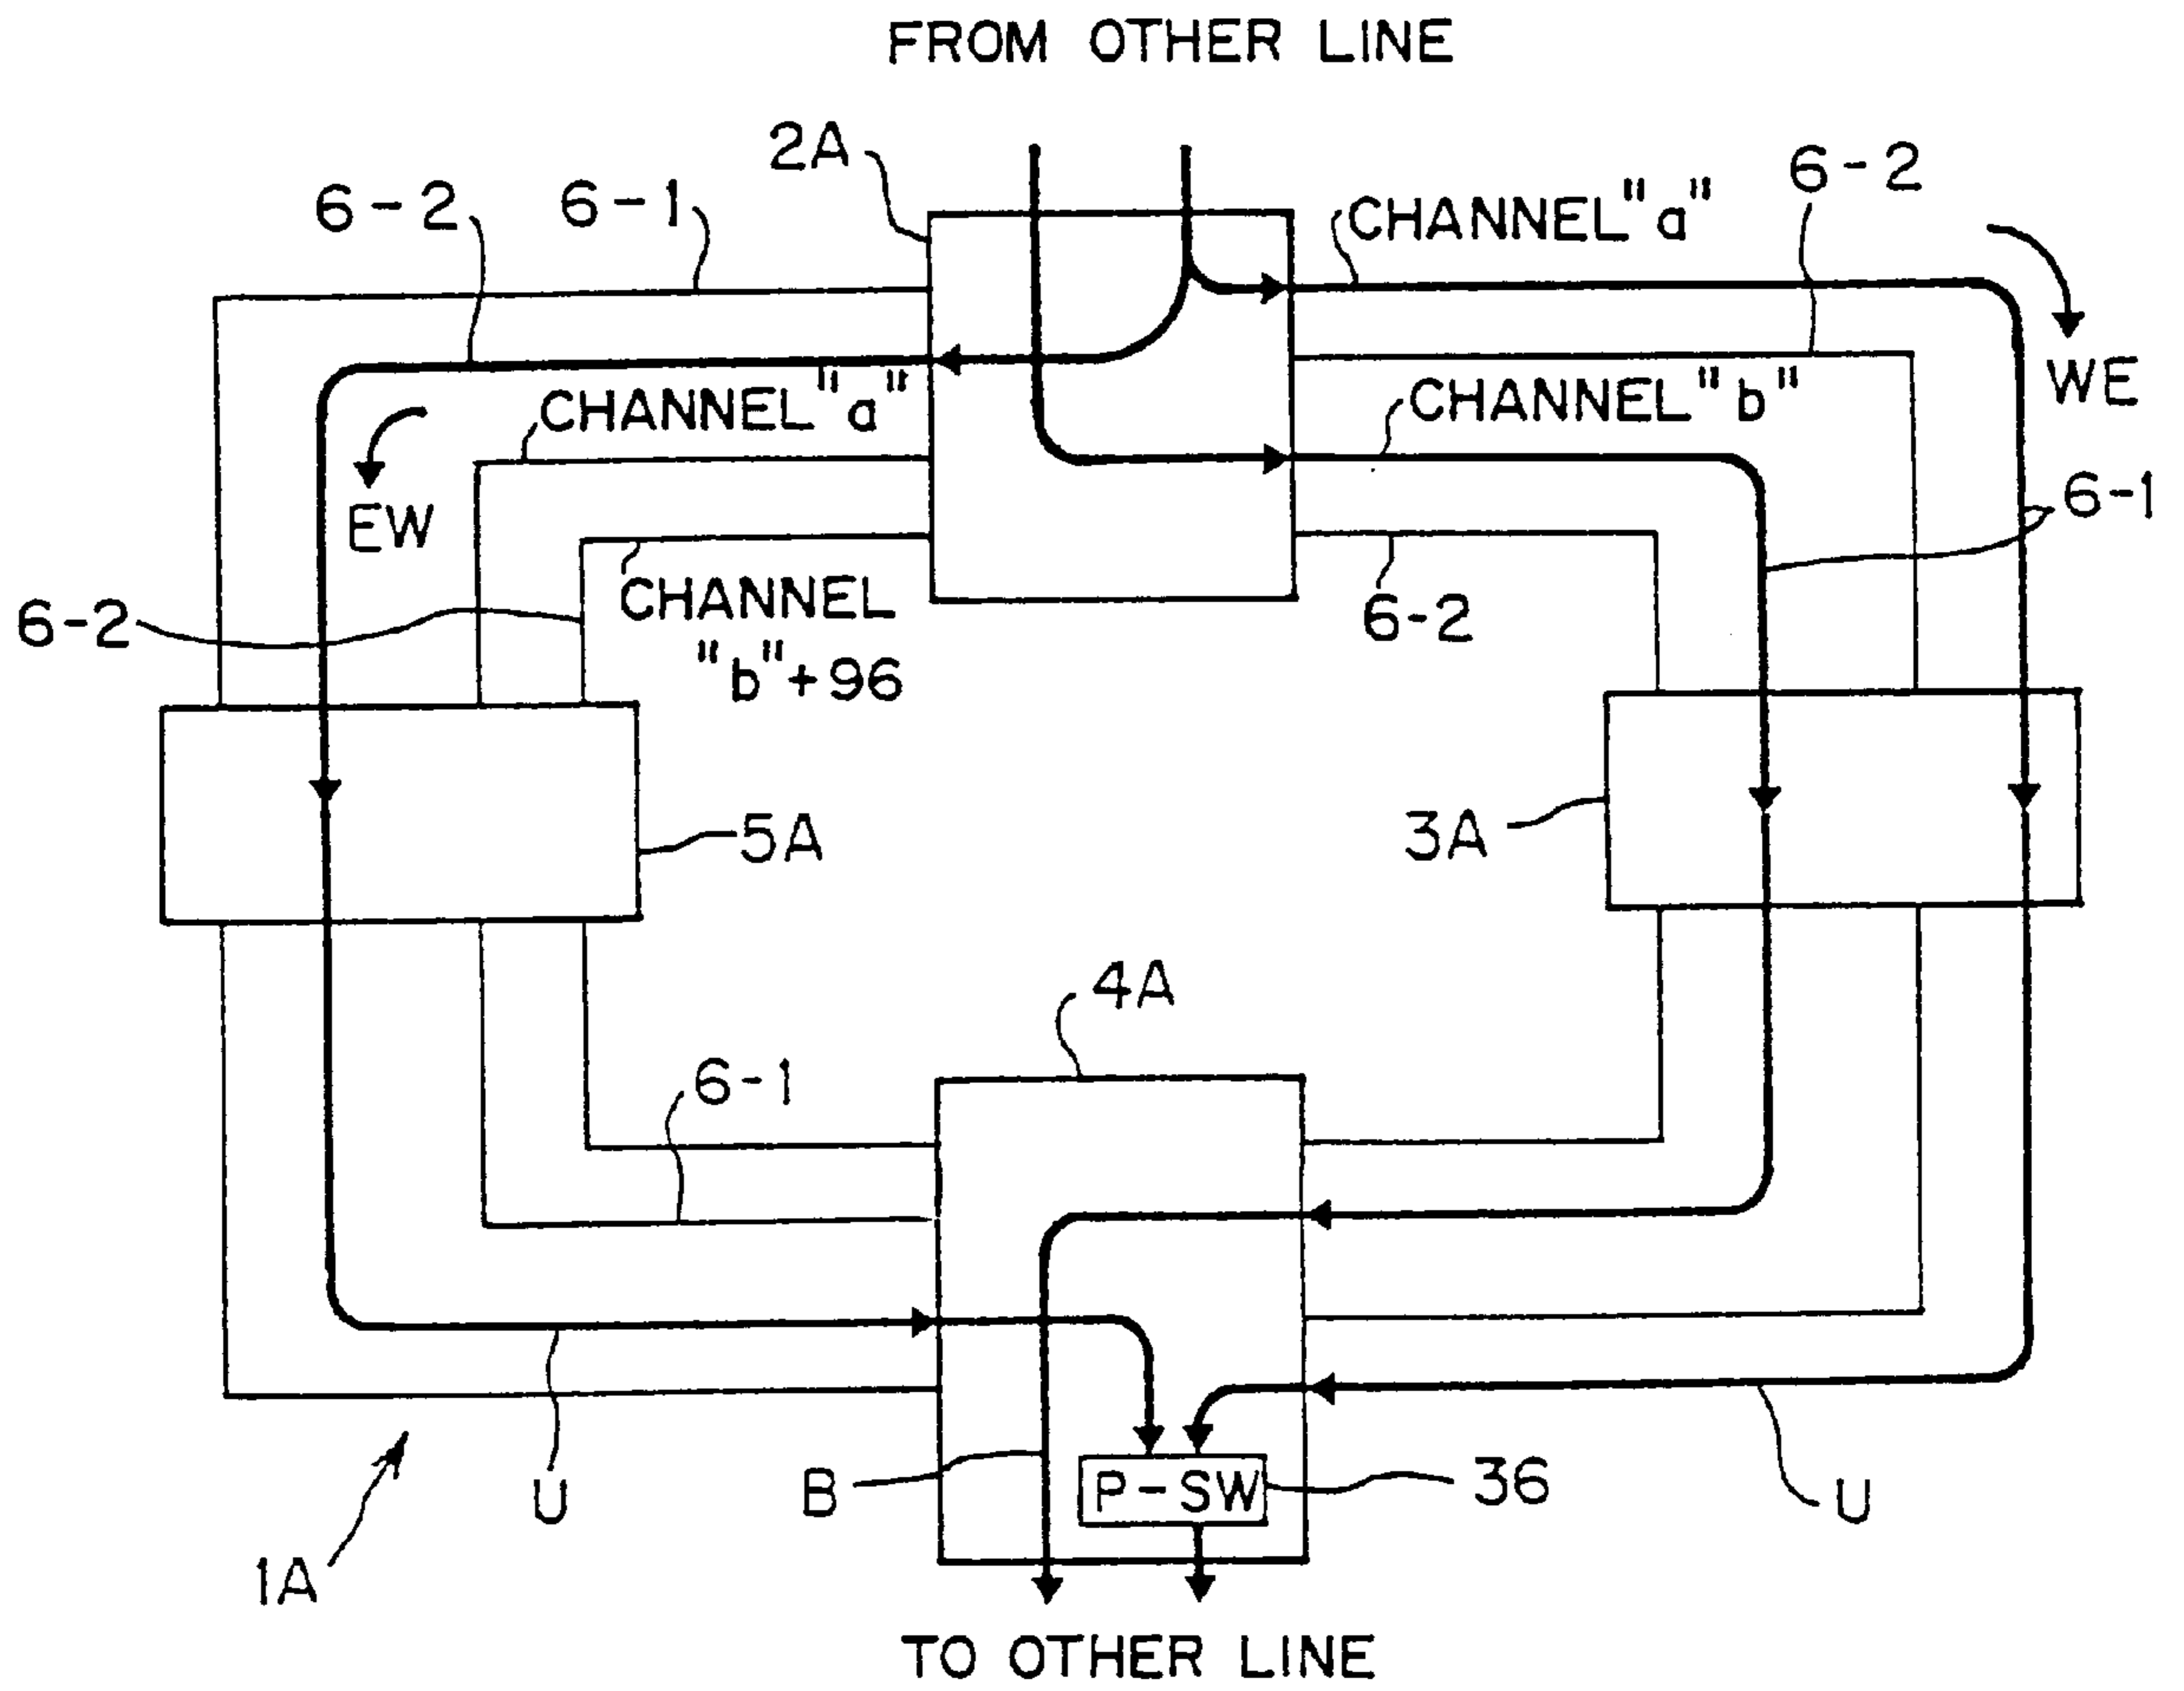 FROM OTHER LINE
2A
6-2
6-1
CHANNEL "a"
6-2
WE
CHANNEL "a"
CHANNEL "b"
EW
6-1
CHANNEL
"b"+96
6-2
6-2
5A
3A
4A
6-1
B
P-SW
36
U
U
1A
TO OTHER LINE